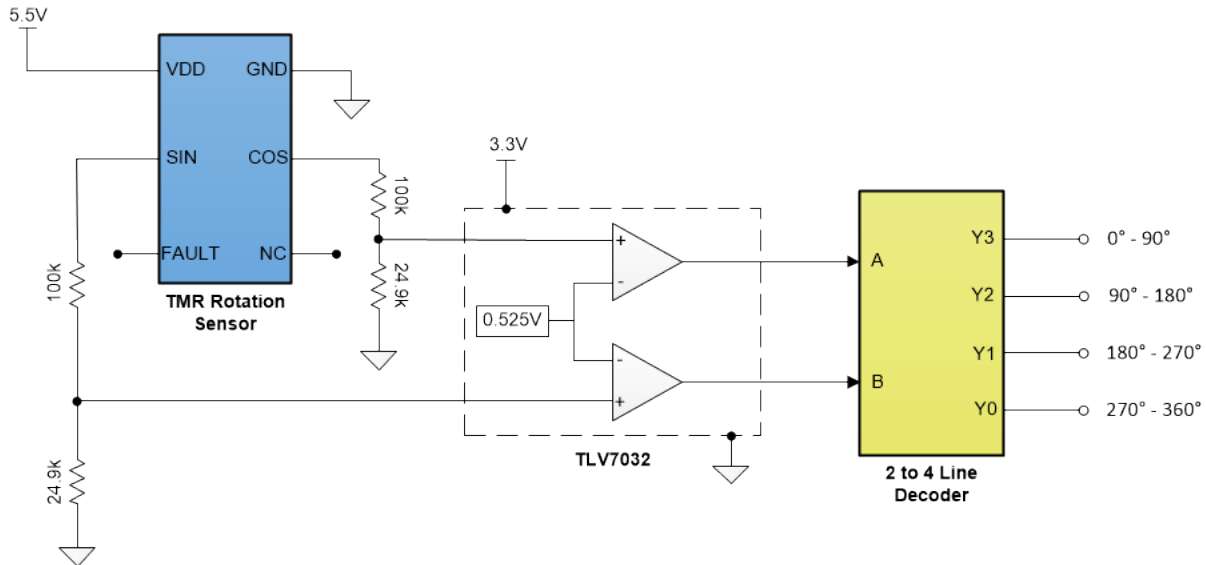 5.5V
VDD
GND
SIN
COS
FAULT
NC
TMR Rotation
Sensor
100k
24.9k
100k
24.9k
3.3V
+
-
0.525V
-
+
TLV7032
A
B
Y3
Y2
Y1
Y0
2 to 4 Line
Decoder
0° - 90°
90° - 180°
180° - 270°
270° - 360°